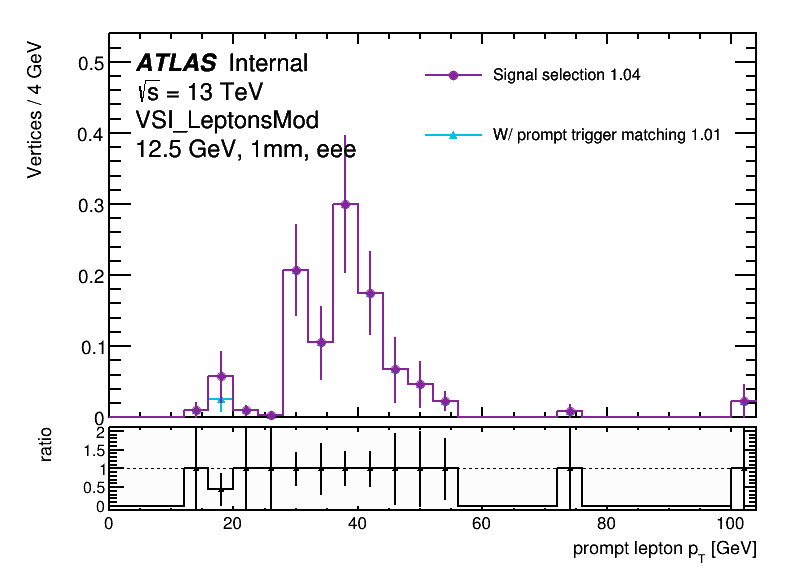 Vertices / 4 GeV
ATLAS Internal
√s = 13 TeV
VSI_LeptonsMod
12.5 GeV, 1mm, eee
Signal selection 1.04
W/ prompt trigger matching 1.01
0.5
0.4
0.3
0.2
0.1
0
ratio
2
1.5
1
0.5
0
0 20 40 60 80 100
prompt lepton p_T [GeV]